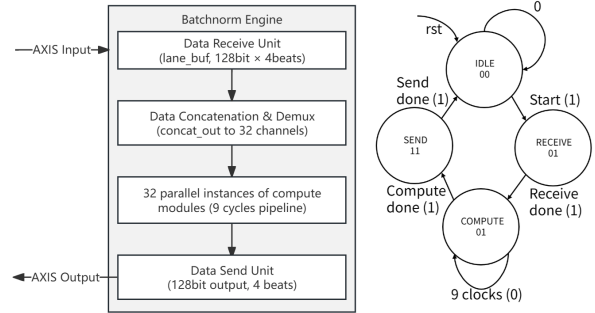 Batchnorm Engine
AXIS Input
Data Receive Unit
(lane_buf, 128bit × 4beats)
Data Concatenation & Demux
(concat_out to 32 channels)
32 parallel instances of compute
modules (9 cycles pipeline)
Data Send Unit
(128bit output, 4 beats)
AXIS Output
0
rst
IDLE
00
Send
done (1)
Start (1)
SEND
11
RECEIVE
01
Compute
done (1)
Receive
done (1)
COMPUTE
01
9 clocks (0)